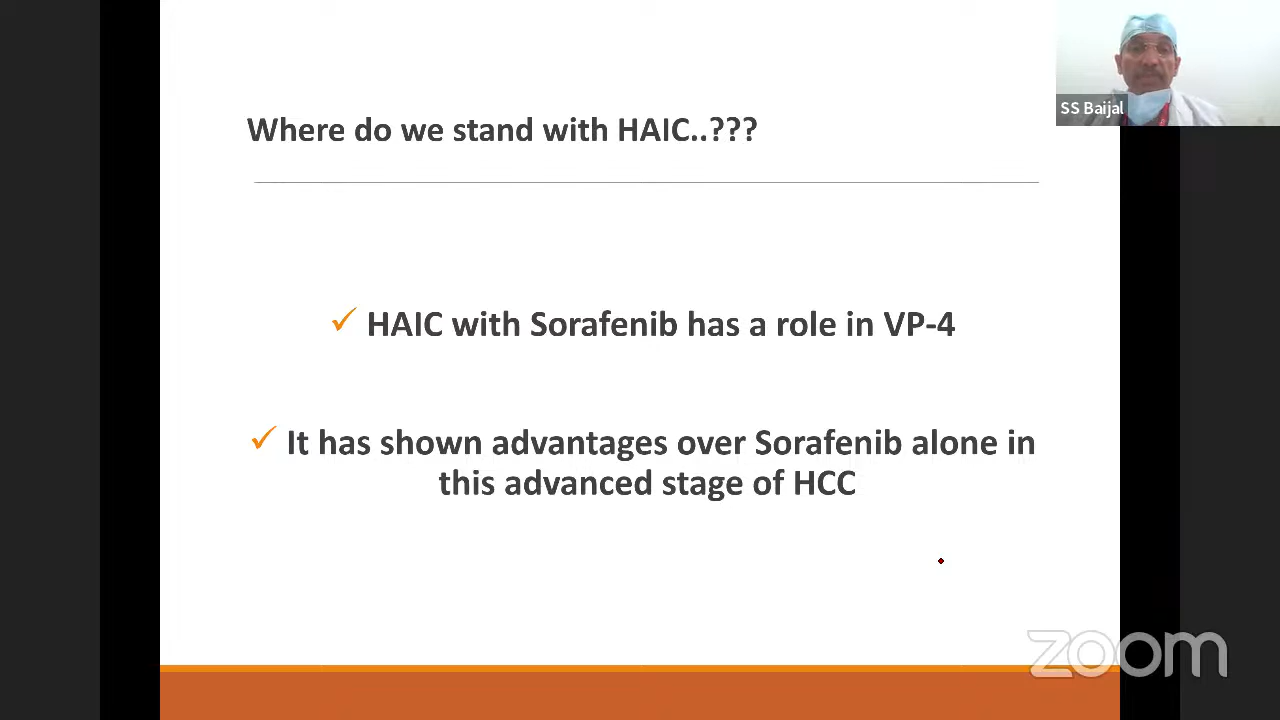 SS Baijal
Where do we stand with HAIC..???
✓ HAIC with Sorafenib has a role in VP-4
✓ It has shown advantages over Sorafenib alone in
this advanced stage of HCC
zoom